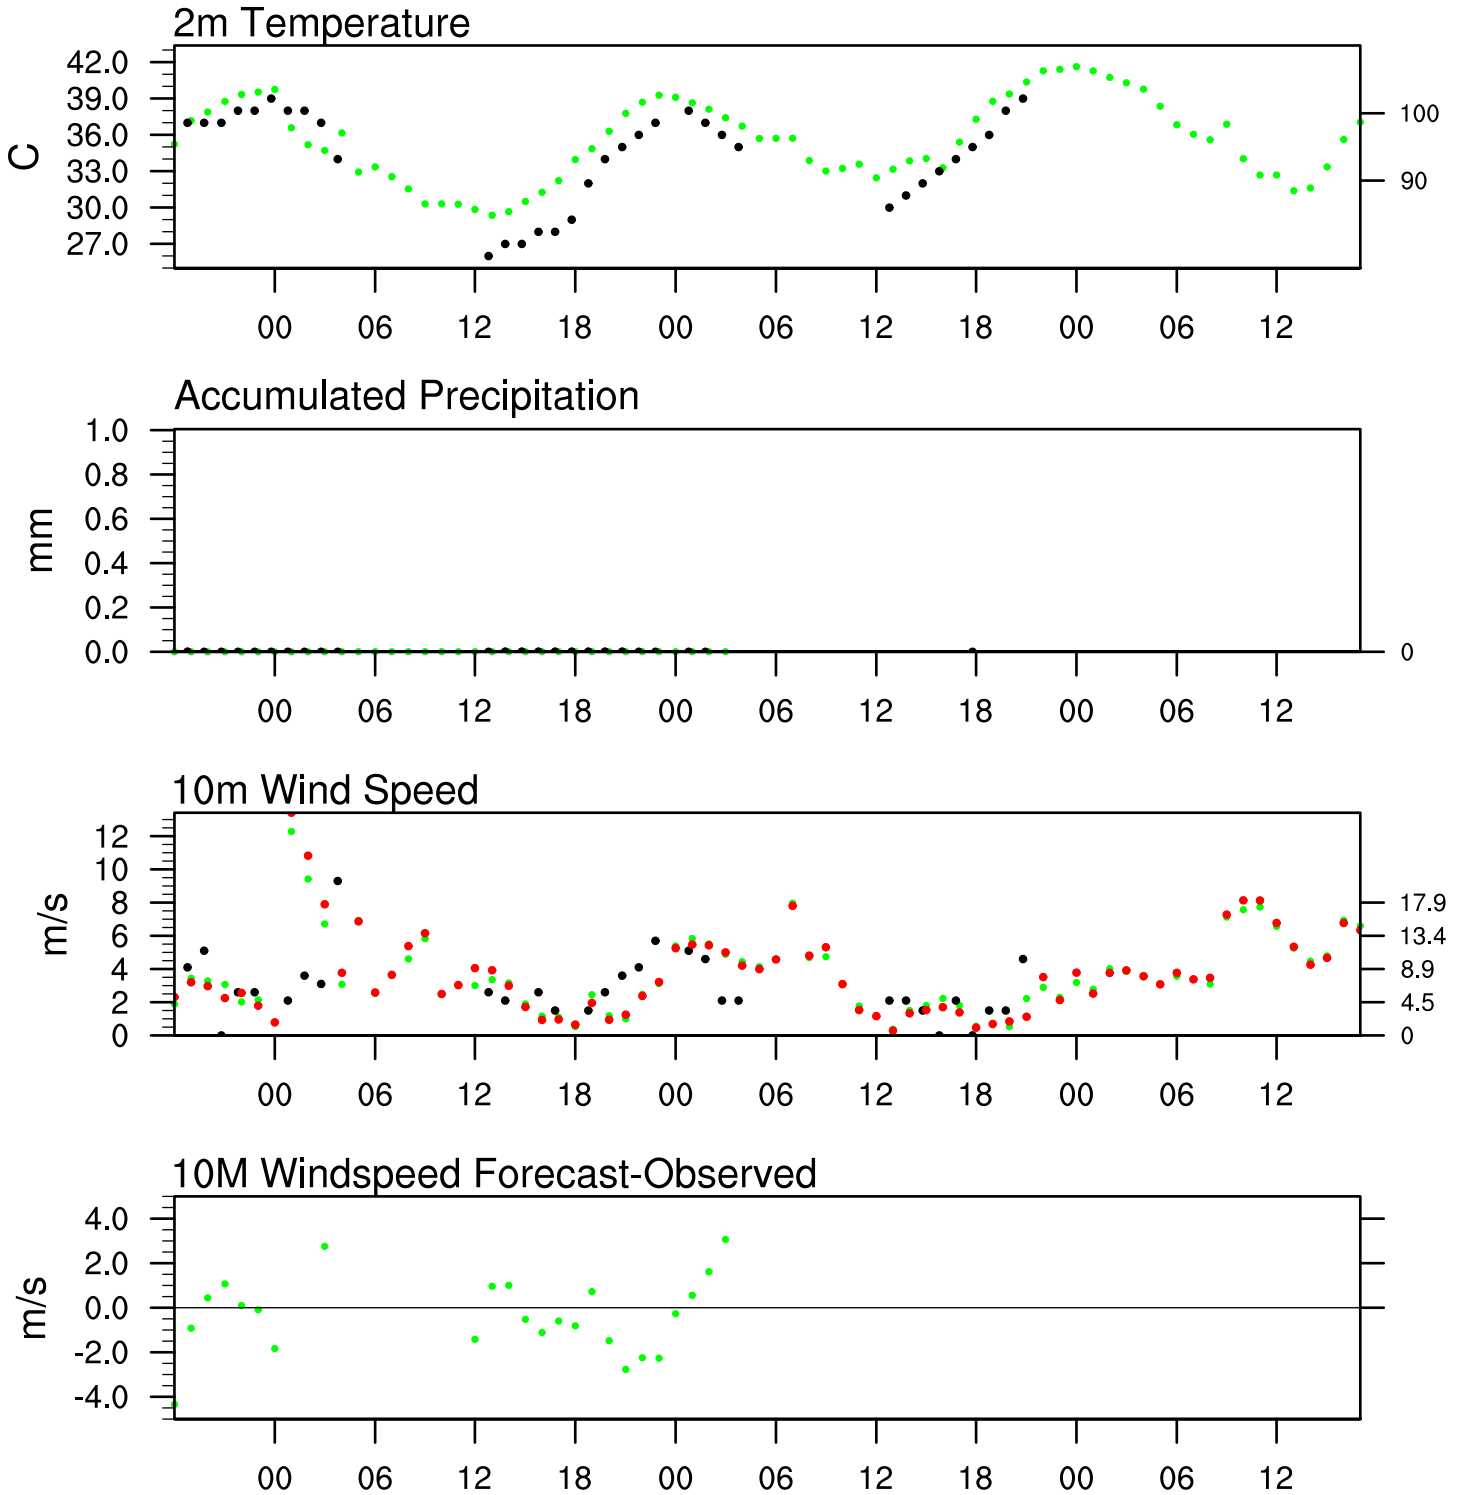 2m Temperature
42.0
39.0
36.0
33.0
30.0
27.0
C
100
90
00 06 12 18 00 06 12 18 00 06 12
Accumulated Precipitation
1.0
0.8
0.6
0.4
0.2
0.0
mm
0
00 06 12 18 00 06 12 18 00 06 12
10m Wind Speed
12
10
8
6
4
2
0
m/s
17.9
13.4
8.9
4.5
0
00 06 12 18 00 06 12 18 00 06 12
10M Windspeed Forecast-Observed
4.0
2.0
0.0
-2.0
-4.0
m/s
00 06 12 18 00 06 12 18 00 06 12